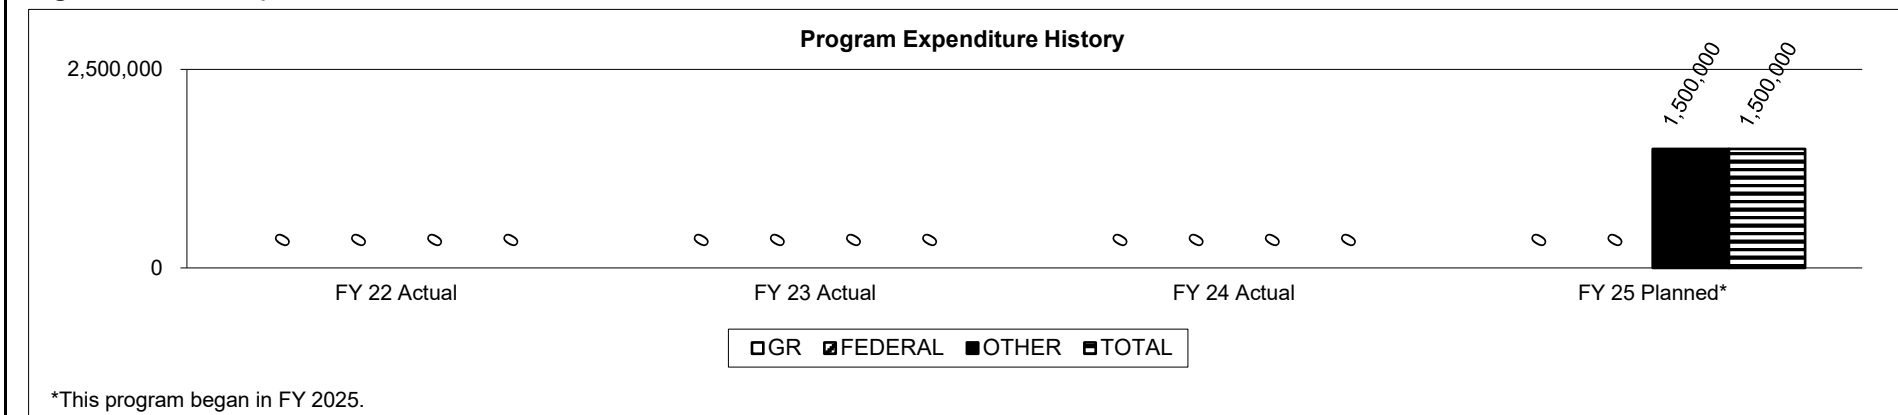 Program Expenditure History
2,500,000
1,500,000 1,500,000
0 0 0 0 0 0 0 0 0 0 0 0 0 0
0
FY 22 Actual FY 23 Actual FY 24 Actual FY 25 Planned*
GR FEDERAL OTHER TOTAL
*This program began in FY 2025.